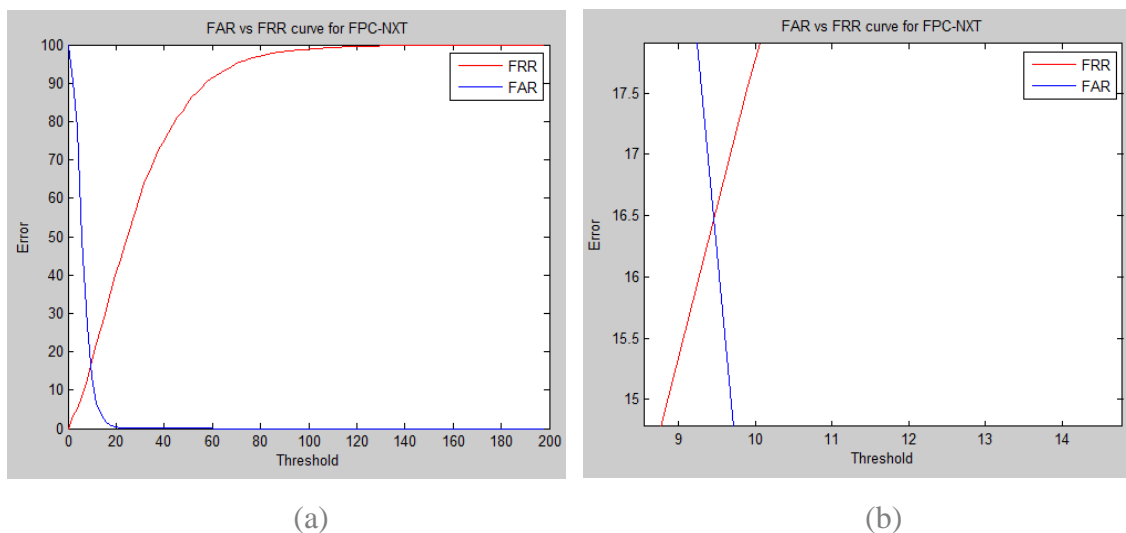 FAR vs FRR curve for FPC-NXT
100
90
80
70
60
50
40
30
20
10
0
Error
0 20 40 60 80 100 120 140 160 180 200
Threshold
FRR
FAR
(a)
FAR vs FRR curve for FPC-NXT
17.5
17
16.5
16
15.5
15
Error
9 10 11 12 13 14
Threshold
FRR
FAR
(b)